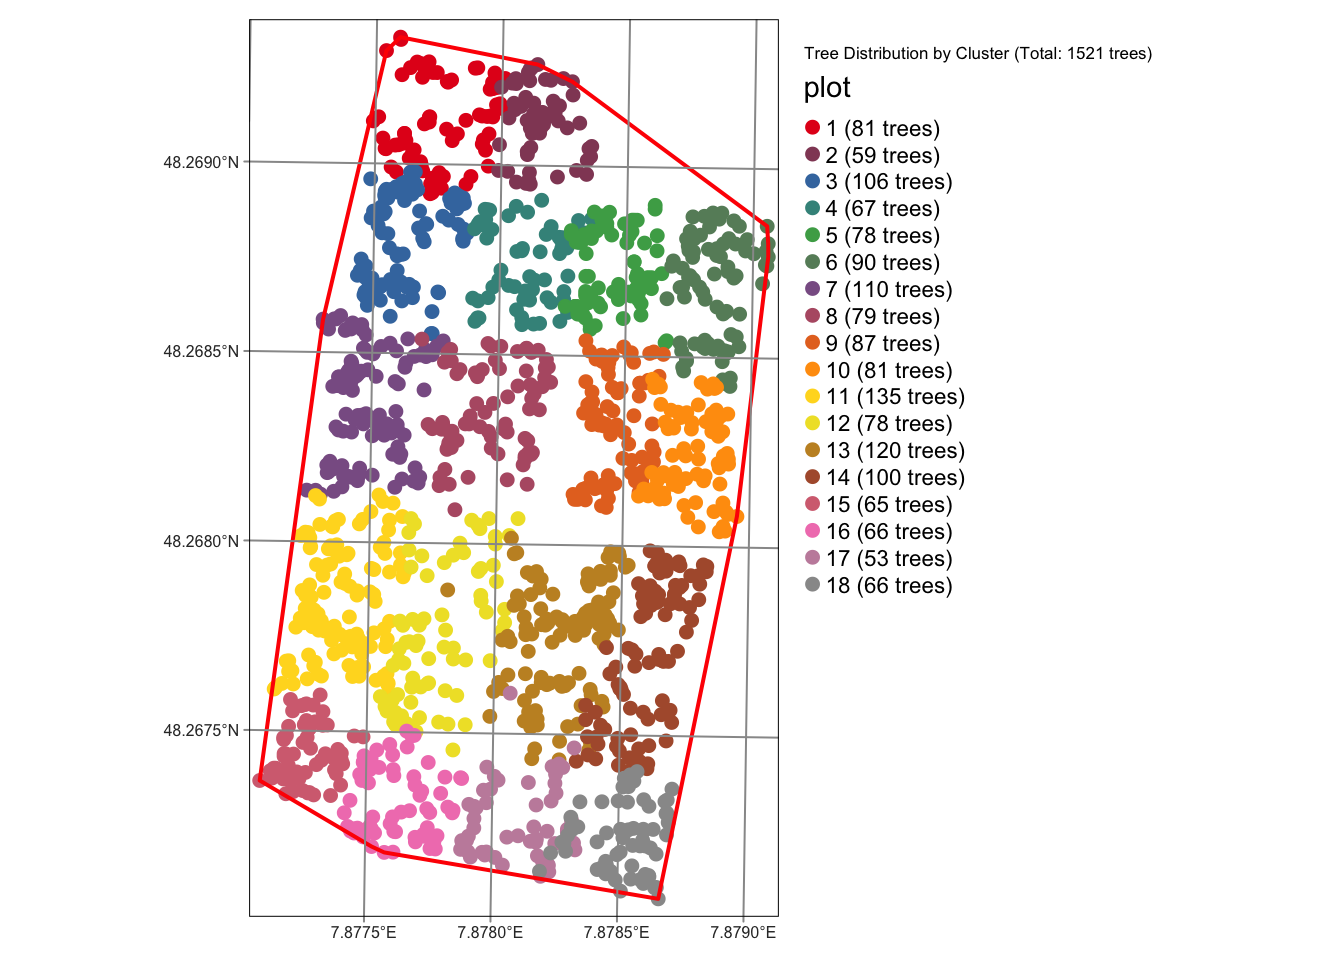 Tree Distribution by Cluster (Total: 1521 trees)
plot
1 (81 trees)
2 (59 trees)
3 (106 trees)
4 (67 trees)
5 (78 trees)
6 (90 trees)
7 (110 trees)
8 (79 trees)
9 (87 trees)
10 (81 trees)
11 (135 trees)
12 (78 trees)
13 (120 trees)
14 (100 trees)
15 (65 trees)
16 (66 trees)
17 (53 trees)
18 (66 trees)
48.2690°N
48.2685°N
48.2680°N
48.2675°N
7.8775°E 7.8780°E 7.8785°E 7.8790°E